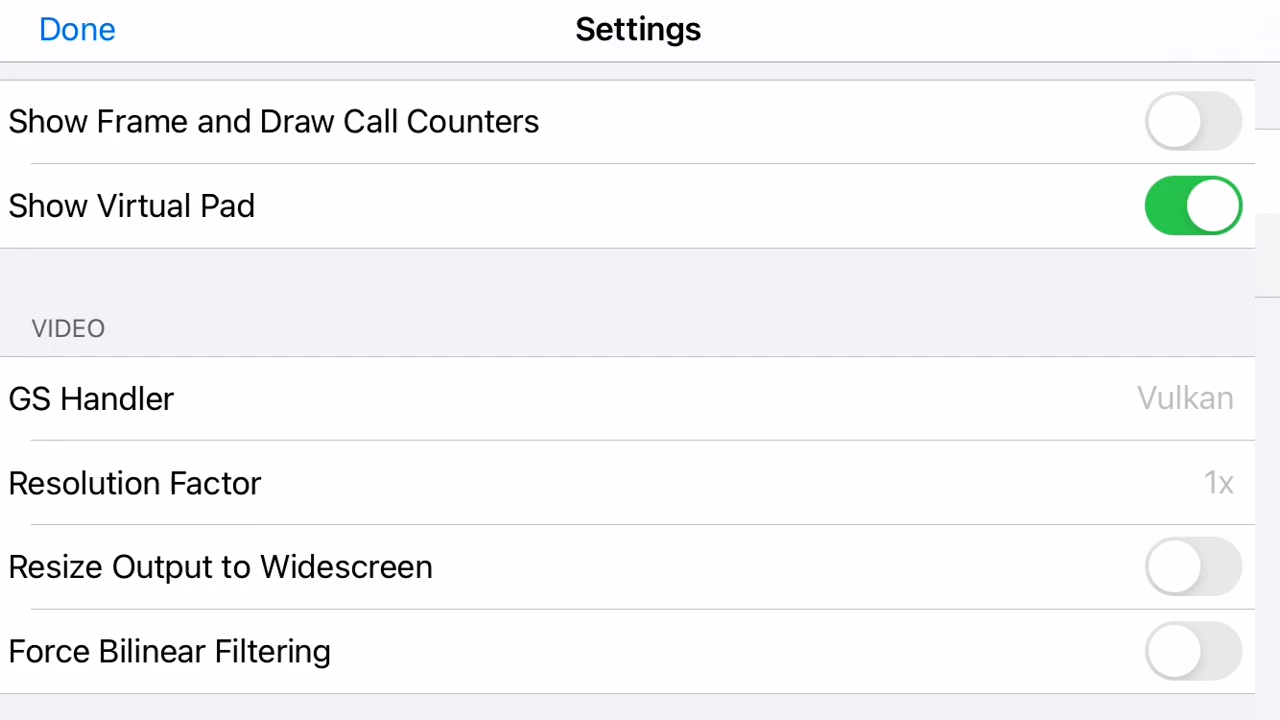 Done
Settings
Show Frame and Draw Call Counters
Show Virtual Pad
VIDEO
GS Handler
Vulkan
Resolution Factor
1x
Resize Output to Widescreen
Force Bilinear Filtering